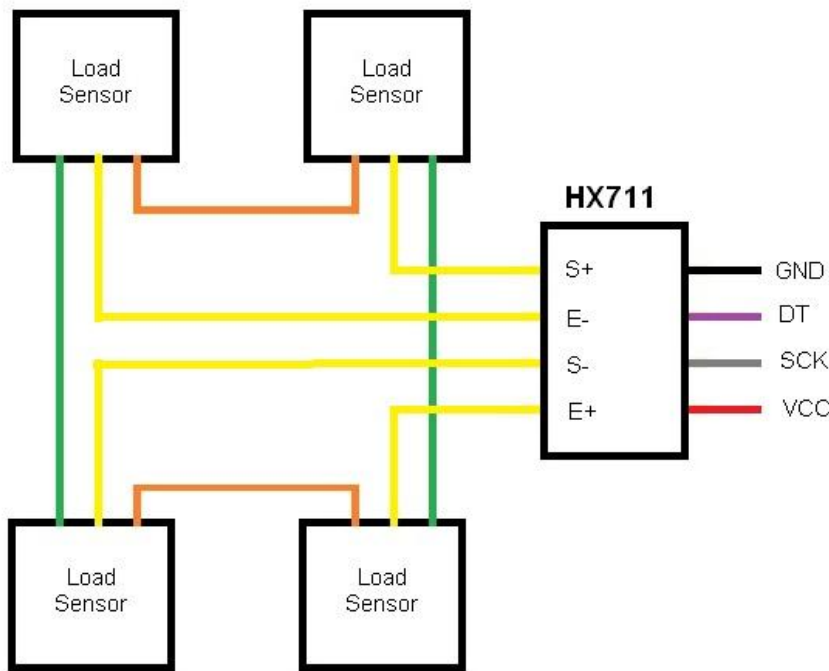 Load
Sensor
Load
Sensor
HX711
S+
GND
E-
DT
S-
SCK
E+
VCC
Load
Sensor
Load
Sensor